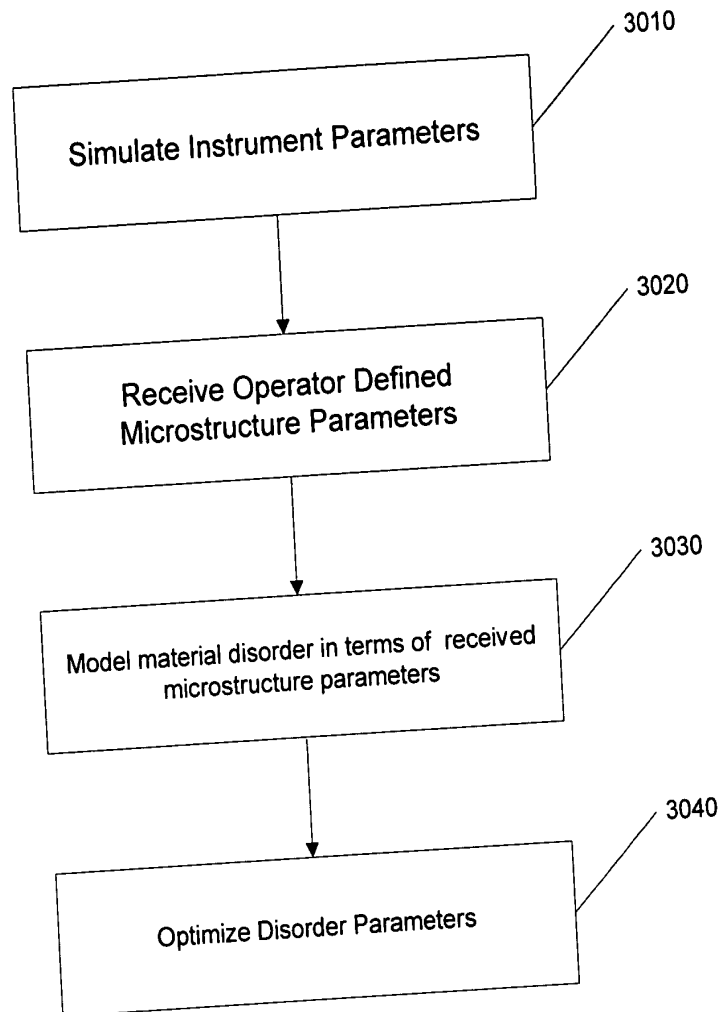 3010
Simulate Instrument Parameters
3020
Receive Operator Defined
Microstructure Parameters
3030
Model material disorder in terms of received
microstructure parameters
3040
Optimize Disorder Parameters